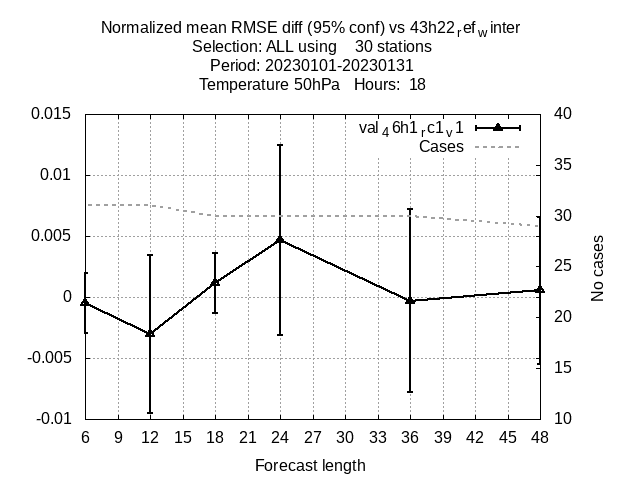 Normalized mean RMSE diff (95% conf) vs 43h22refwinter
Selection: ALL using 30 stations
Period: 20230101-20230131
Temperature 50hPa Hours: 18
0.015 40
val46h1rc1v1
Cases
0.01 35
0.005 30
25
0 20
-0.005 15
-0.01 10
No cases
6 9 12 15 18 21 24 27 30 33 36 39 42 45 48
Forecast length